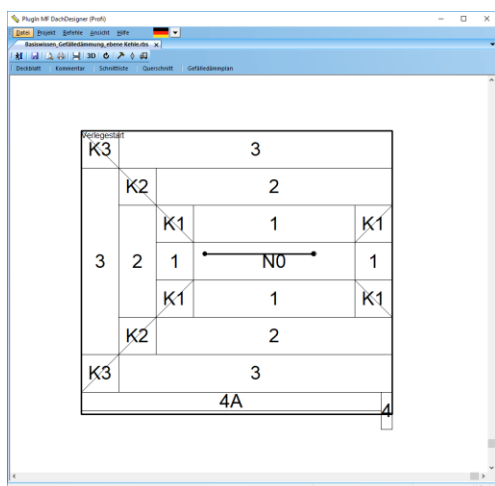 PlugIn MF DachDesigner (Profi)
Datei Projekt Befehle Ansicht Hilfe
Basiswissen_Gefälledämmung_ebene Kehle.rbs x
3D
Deckblatt Kommentar Schnittliste Querschnitt Gefälledämmplan
Verlegestart
K3 3
K2 2
K1 1 K1
3 2 1 N0 1
K1 1 K1
K2 2
K3 3
4A
4